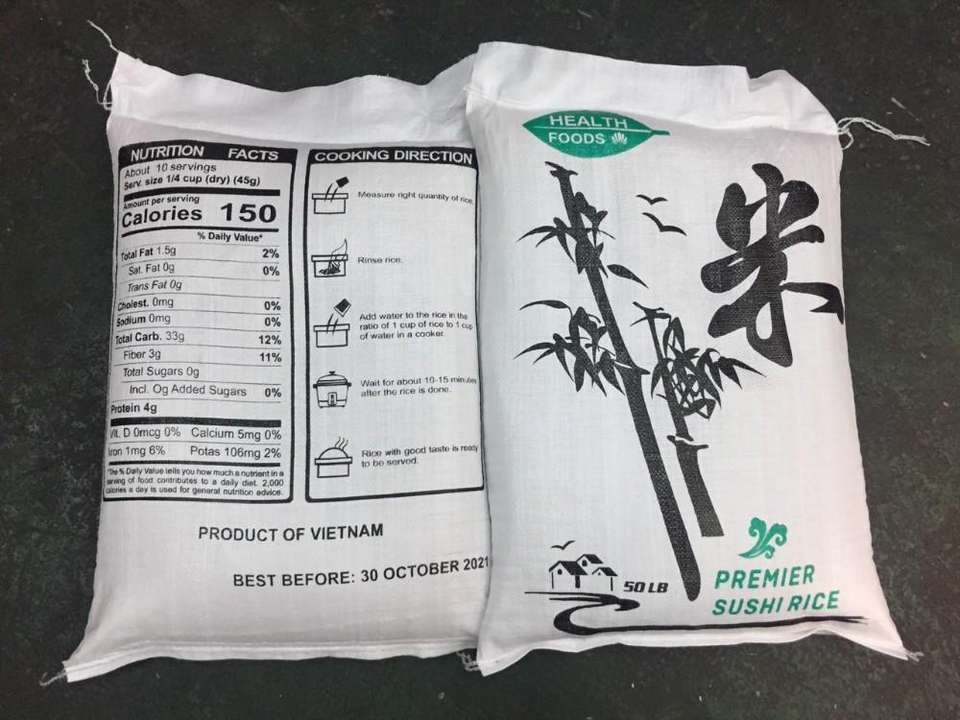 NUTRITION FACTS
About 10 servings
Serv. size 1/4 cup (dry) (45g)
Amount per serving
Calories 150
% Daily Value*
Total Fat 1.5g 2%
Sat. Fat 0g 0%
Trans Fat 0g
Cholest. 0mg 0%
Sodium 0mg 0%
Total Carb. 33g 12%
Fiber 3g 11%
Total Sugars 0g
Incl. Og Added Sugars 0%
Protein 4g
Vit. D 0mcg 0% Calcium 5mg 0%
Iron 1mg 6% Potas 106mg 2%
*The % Daily Value tells you how much a nutrient in a
serving of food contributes to a daily diet. 2,000
calories a day is used for general nutrition advice.
COOKING DIRECTION
Measure right quantity of rice.
Rinse rice.
Add water to the rice in the
ratio of 1 cup of rice to 1 cup
of water in a cooker.
Wait for about 10-15 minutes
after the rice is done.
Rice with good taste is ready
to be served.
PRODUCT OF VIETNAM
BEST BEFORE: 30 OCTOBER 2021
HEALTH
FOODS
米
50 LB
PREMIER
SUSHI RICE